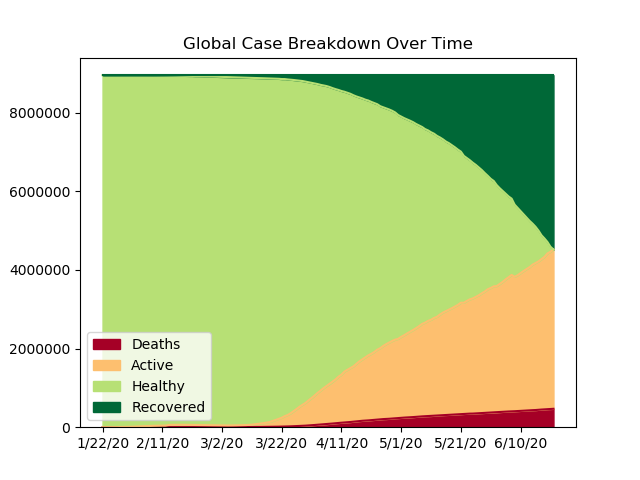 Global Case Breakdown Over Time
8000000
6000000
4000000
2000000
0
Deaths
Active
Healthy
Recovered
1/22/20 2/11/20 3/2/20 3/22/20 4/11/20 5/1/20 5/21/20 6/10/20